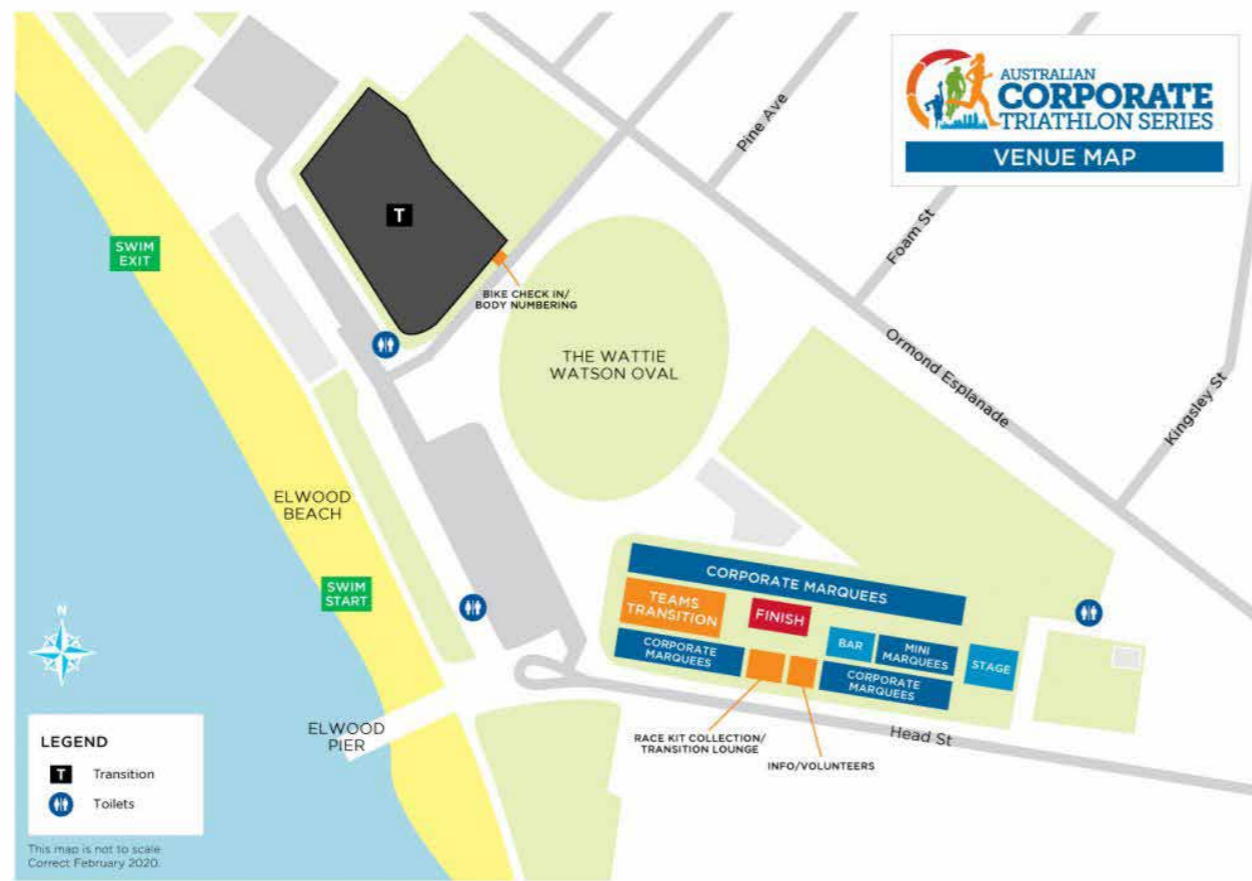 AUSTRALIAN
CORPORATE
TRIATHLON SERIES
VENUE MAP
Pine Ave
Foam St
Ormond Esplanade
Kingsley St
T
SWIM
EXIT
BIKE CHECK IN/
BODY NUMBERING
THE WATTIE
WATSON OVAL
ELWOOD
BEACH
SWIM
START
CORPORATE MARQUEES
TEAMS
TRANSITION
FINISH
CORPORATE
MARQUEES
BAR
MINI
MARQUEES
STAGE
CORPORATE
MARQUEES
RACE KIT COLLECTION/
TRANSITION LOUNGE
INFO/VOLUNTEERS
Head St
N
ELWOOD
PIER
LEGEND
T Transition
Toilets
This map is not to scale.
Correct February 2020.